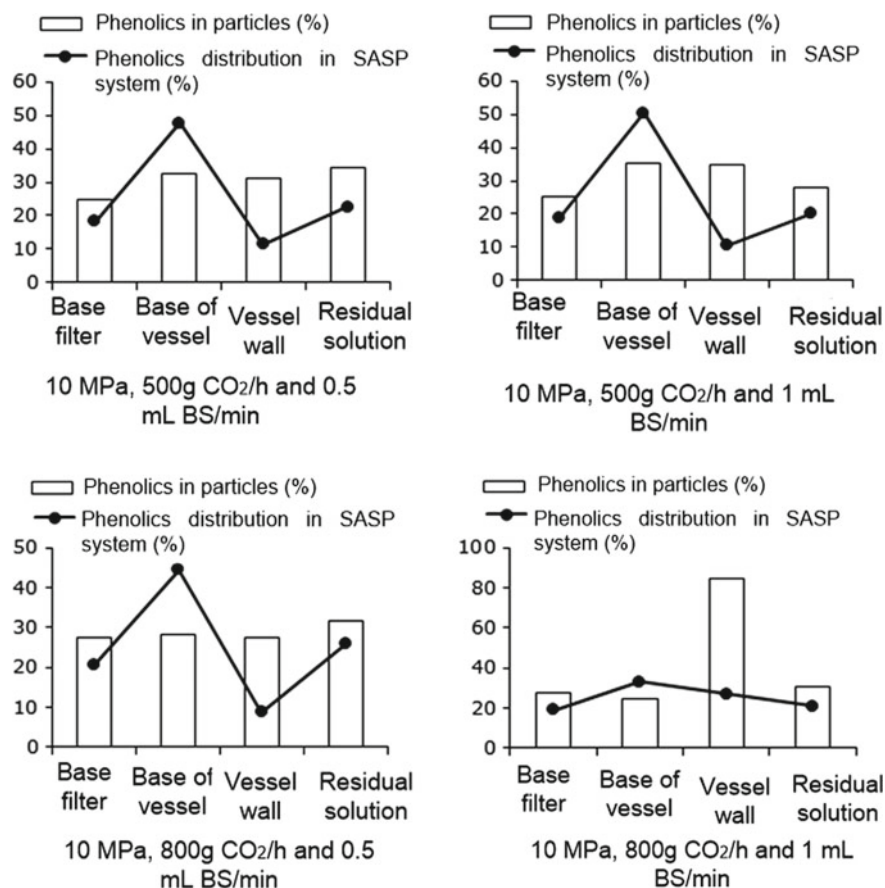 Phenolics in particles (%)
Phenolics distribution in SASP
system (%)
60
50
40
30
20
10
0
Base
filter
Base of
vessel
Vessel
wall
Residual
solution
10 MPa, 500g CO2/h and 0.5
mL BS/min
Phenolics in particles (%)
Phenolics distribution in SASP
system (%)
60
50
40
30
20
10
0
Base
filter
Base of
vessel
Vessel
wall
Residual
solution
10 MPa, 500g CO2/h and 1 mL
BS/min
Phenolics in particles (%)
Phenolics distribution in SASP
system (%)
50
40
30
20
10
0
Base
filter
Base of
vessel
Vessel
wall
Residual
solution
10 MPa, 800g CO2/h and 0.5
mL BS/min
Phenolics in particles (%)
Phenolics distribution in SASP
system (%)
100
80
60
40
20
0
Base
filter
Base of
vessel
Vessel
wall
Residual
solution
10 MPa, 800g CO2/h and 1 mL
BS/min